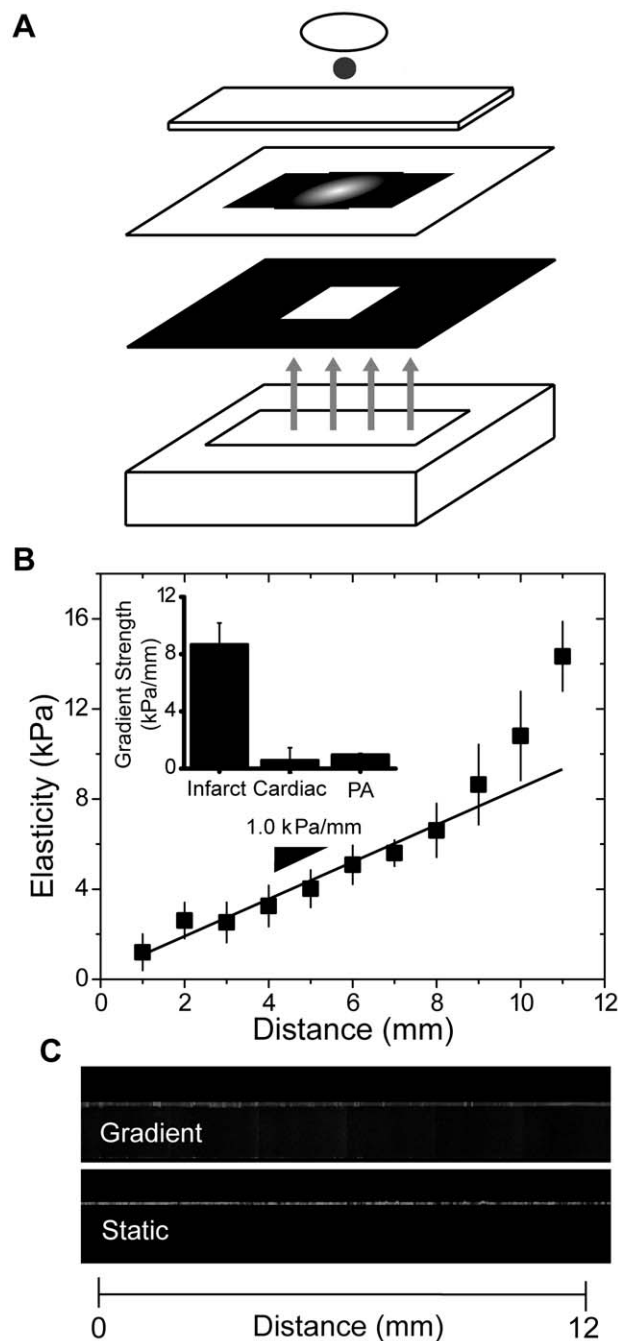 A
B
Gradient Strength
(kPa/mm)
12
8
4
0
Infarct Cardiac PA
1.0 kPa/mm
Elasticity (kPa)
16
12
8
4
0
0 2 4 6 8 10 12
Distance (mm)
C
Gradient
Static
0 Distance (mm) 12